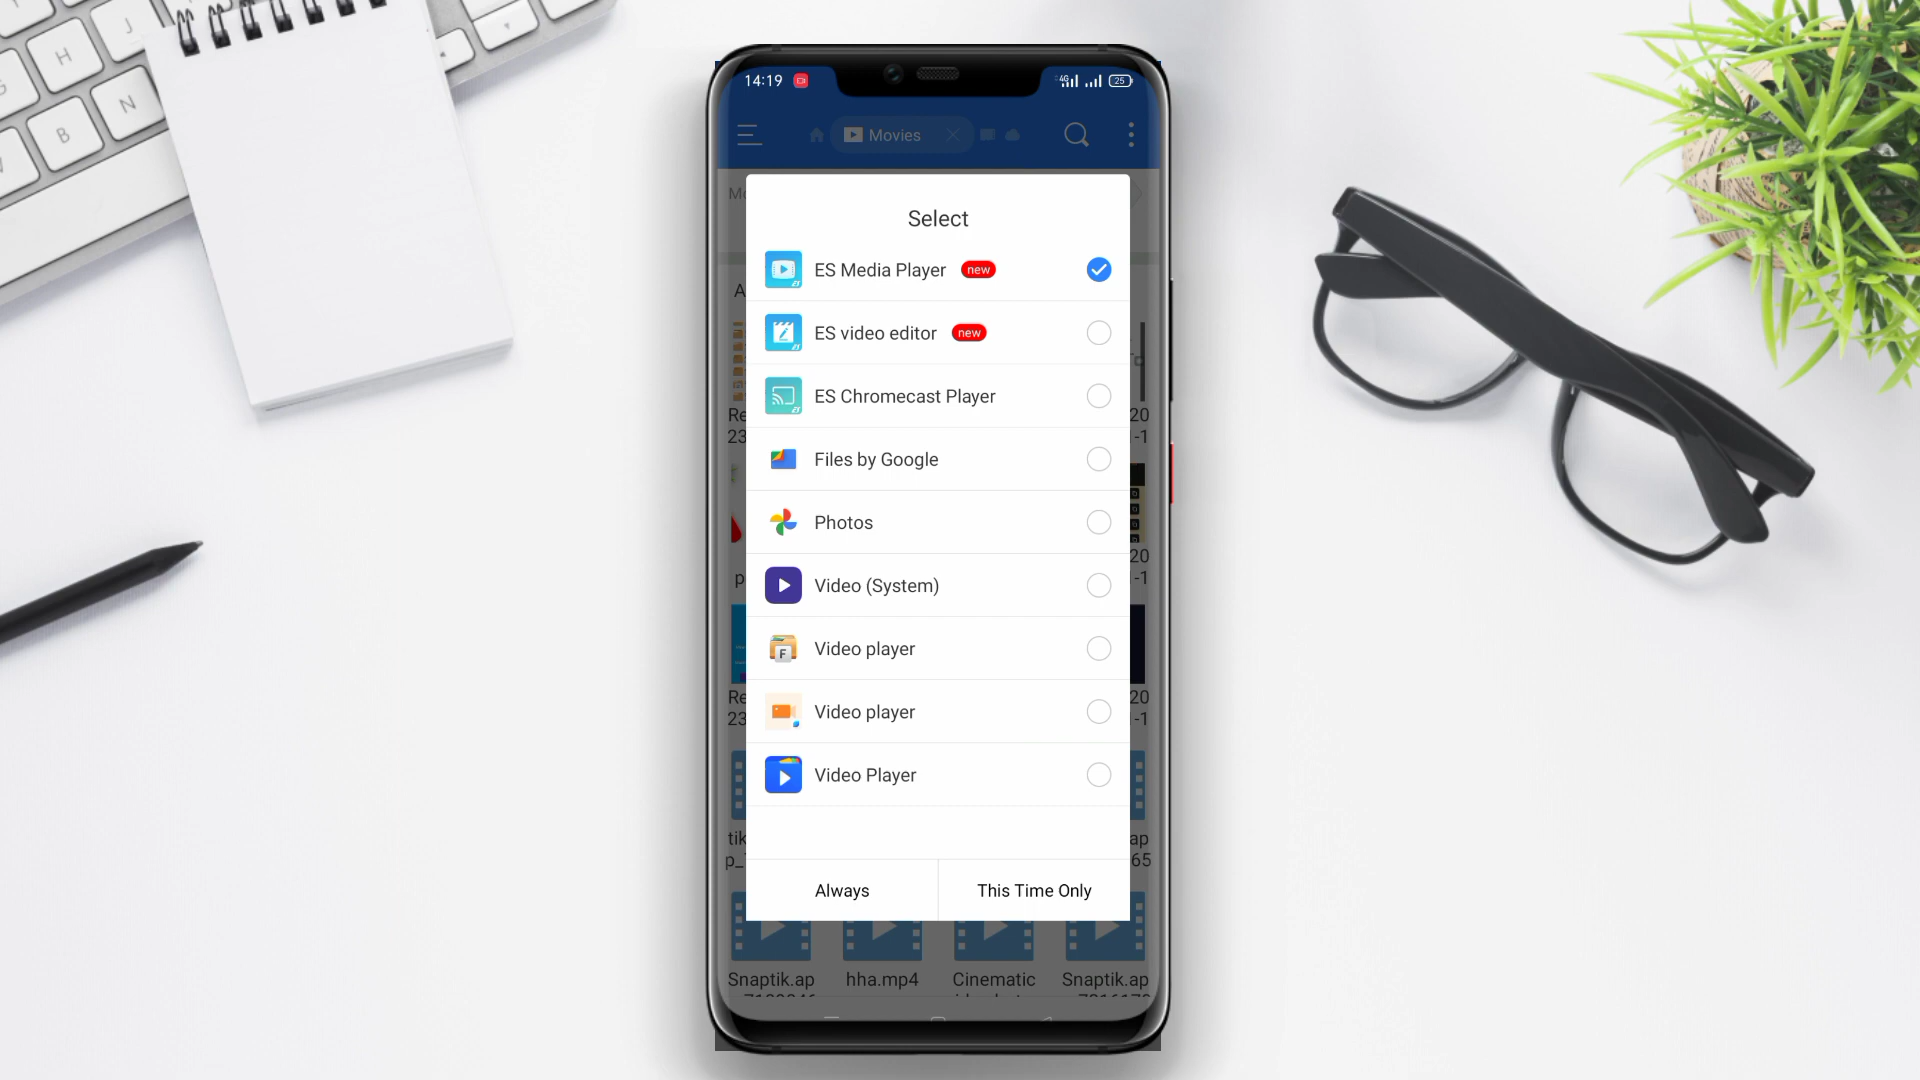 14:19
4G
25
Movies
Select
ES Media Player new
ES video editor new
ES Chromecast Player
Files by Google
Photos
Video (System)
F
Video player
Video player
Video Player
Always
This Time Only
Snaptik.ap
hha.mp4
Cinematic
Snaptik.ap
H
J
B
N